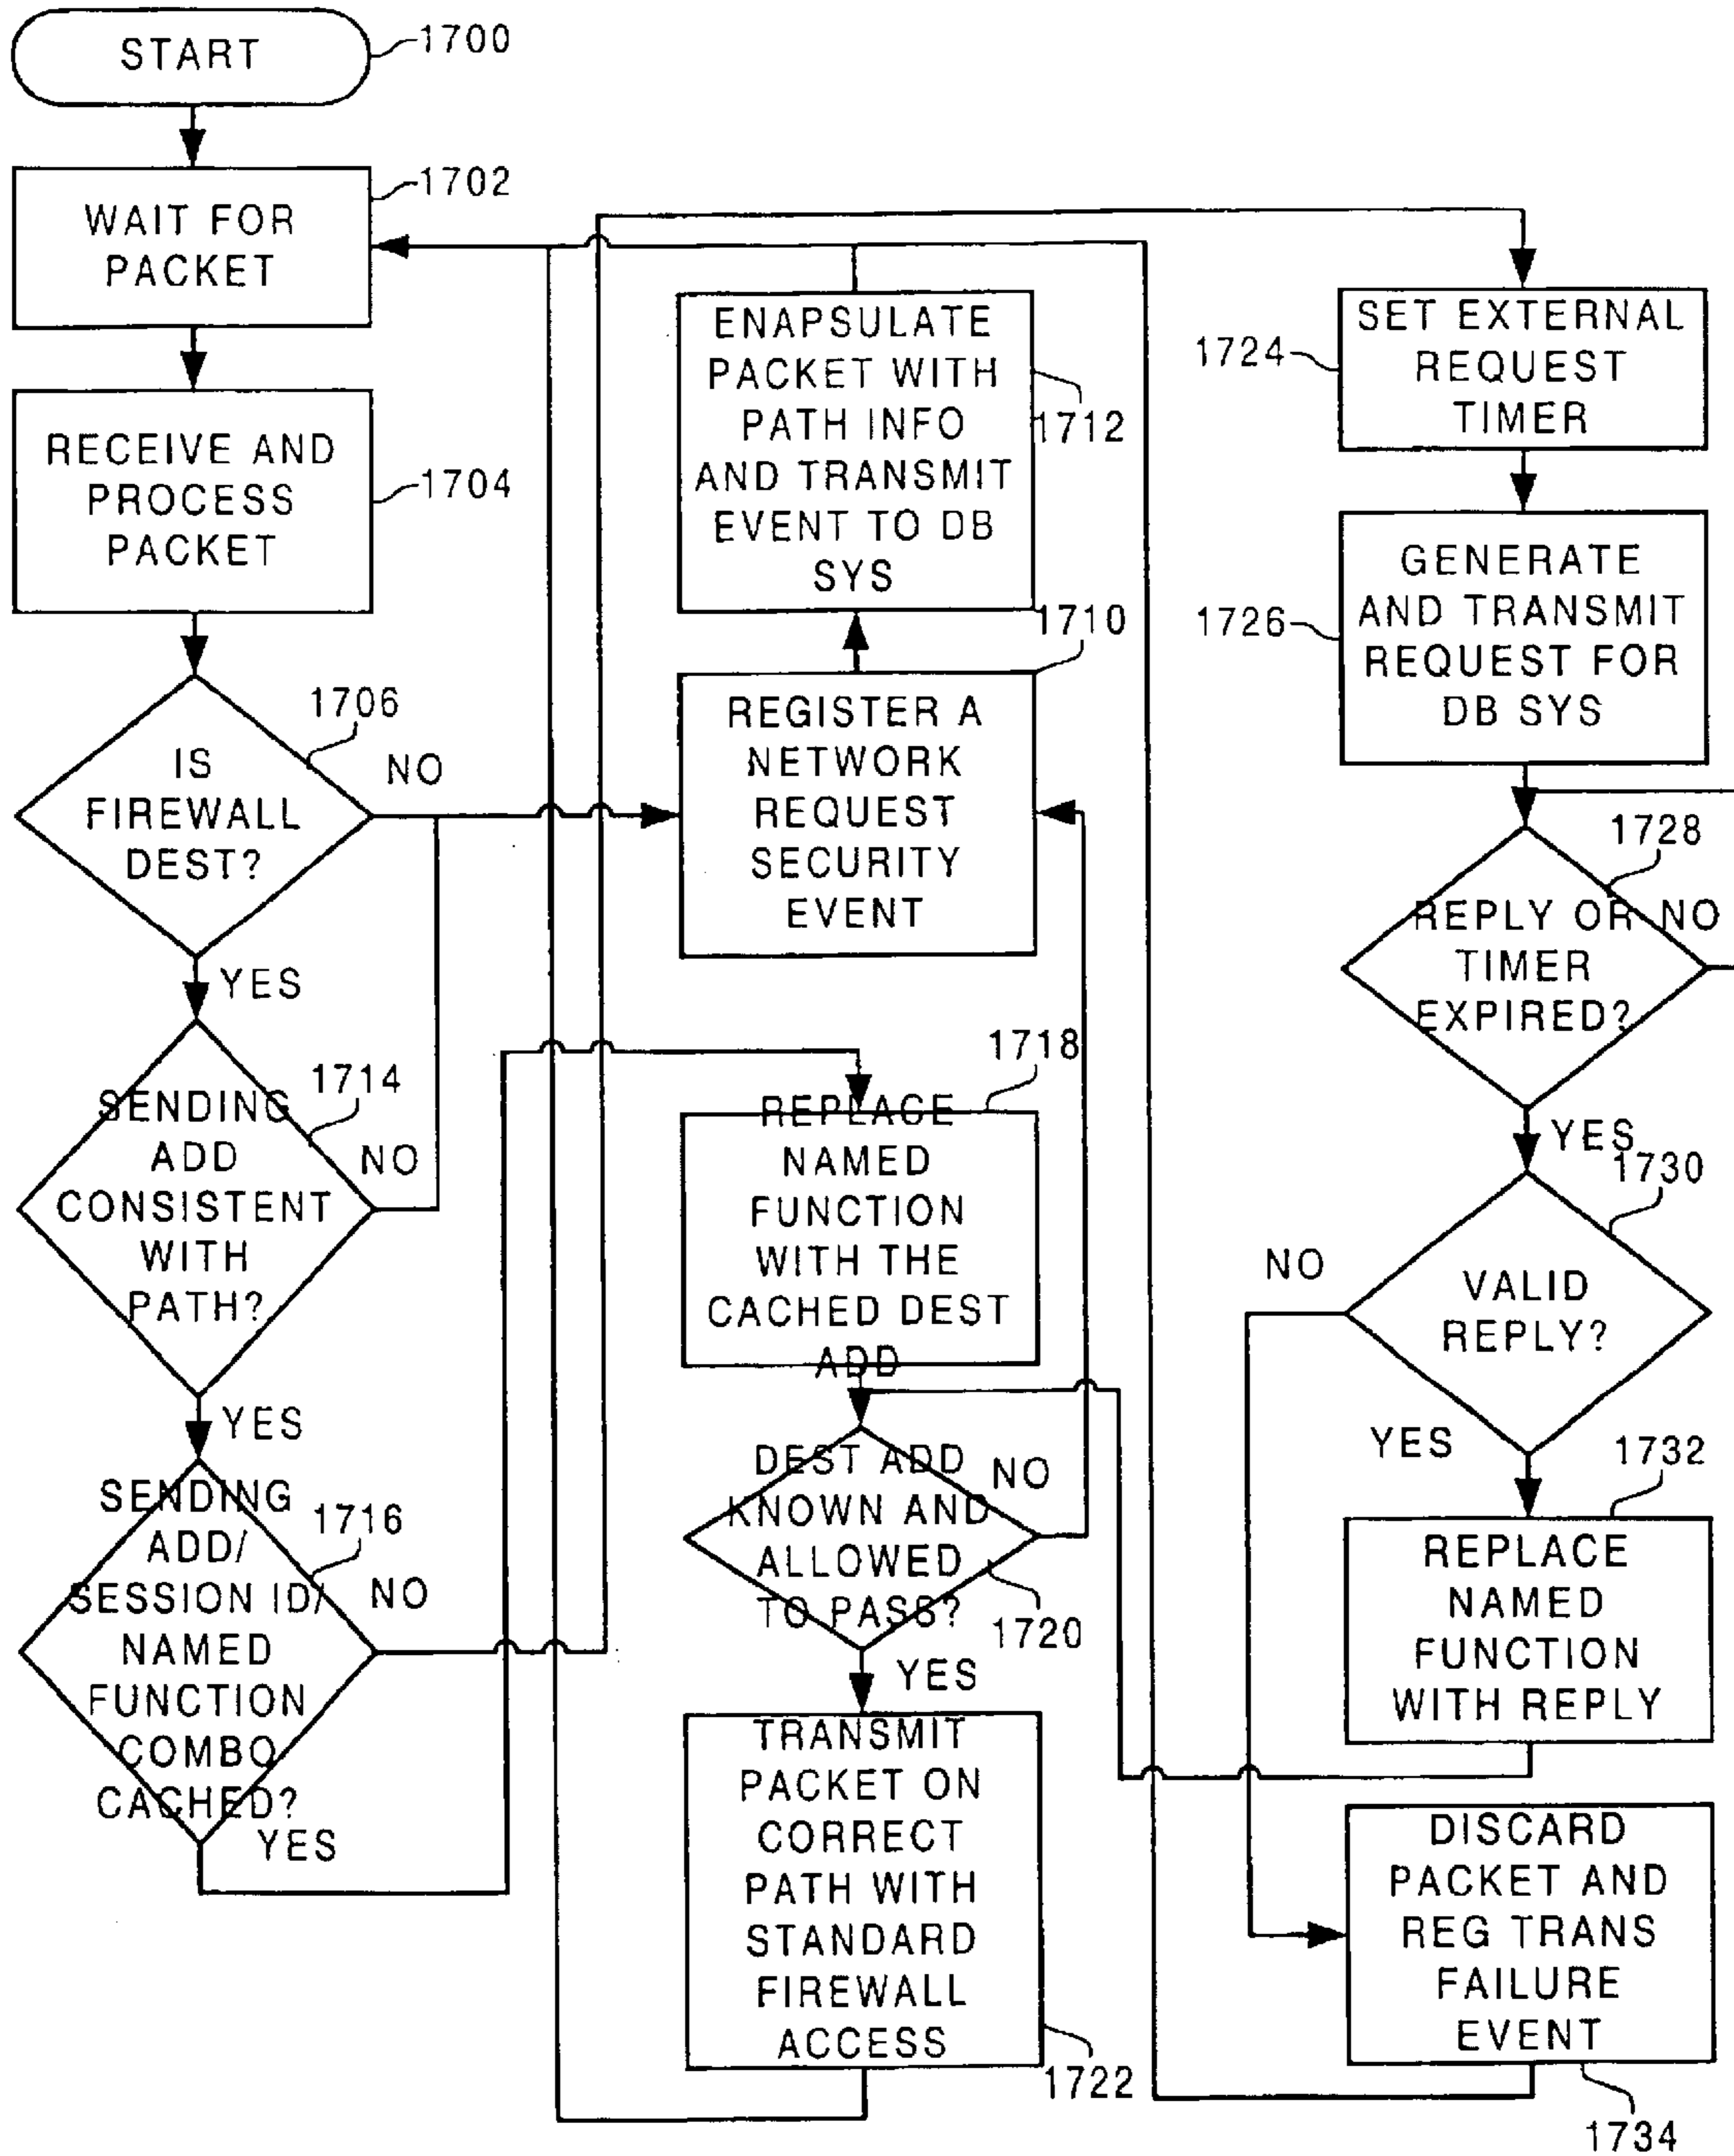 START
1700
WAIT FOR
PACKET
1702
RECEIVE AND
PROCESS
PACKET
1704
IS
FIREWALL
DEST?
1706
NO
YES
SENDING
ADD
CONSISTENT
WITH
PATH?
1714
NO
YES
SENDING
ADD/
SESSION ID/
NAMED
FUNCTION
COMBO
CACHED?
1716
NO
YES
ENAPSULATE
PACKET WITH
PATH INFO
AND TRANSMIT
EVENT TO DB
SYS
1712
REGISTER A
NETWORK
REQUEST
SECURITY
EVENT
1710
REPLACE
NAMED
FUNCTION
WITH THE
CACHED DEST
ADD
1718
DEST ADD
KNOWN AND
ALLOWED
TO PASS?
1720
NO
YES
TRANSMIT
PACKET ON
CORRECT
PATH WITH
STANDARD
FIREWALL
ACCESS
1722
SET EXTERNAL
REQUEST
TIMER
1724
GENERATE
AND TRANSMIT
REQUEST FOR
DB SYS
1726
REPLY OR
TIMER
EXPIRED?
1728
NO
YES
VALID
REPLY?
1730
NO
YES
REPLACE
NAMED
FUNCTION
WITH REPLY
1732
DISCARD
PACKET AND
REG TRANS
FAILURE
EVENT
1734